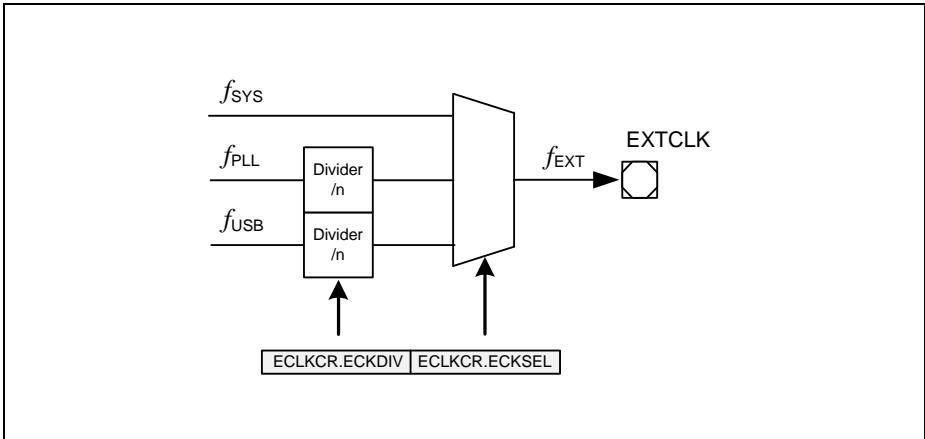 fSYS
fPLL
Divider
/n
fUSB
Divider
/n
fEXT
EXTCLK
ECLKCR.ECKDIV
ECLKCR.ECKSEL